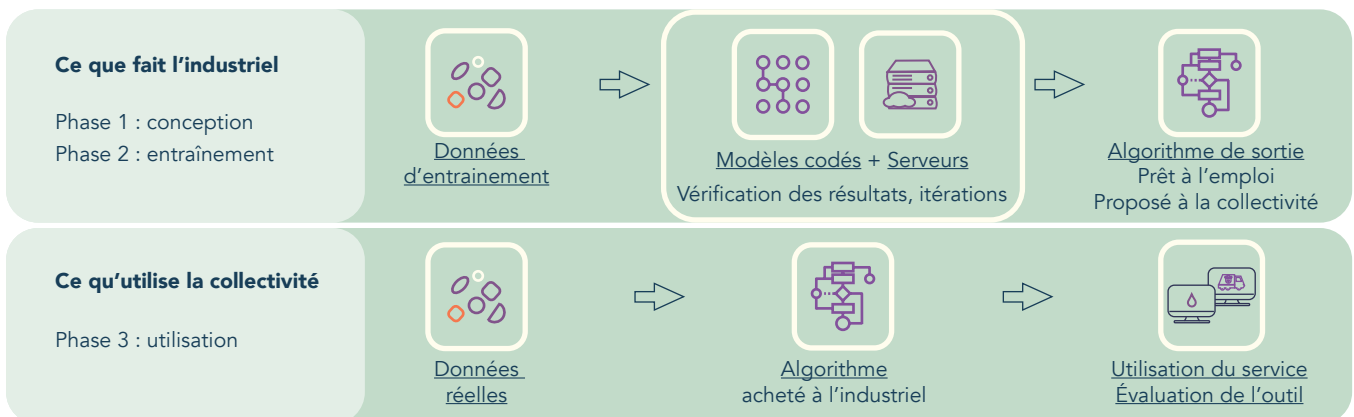 Ce que fait l'industriel
Phase 1 : conception
Phase 2 : entraînement
Données
d'entrainement
Modèles codés + Serveurs
Vérification des résultats, itérations
Algorithme de sortie
Prêt à l'emploi
Proposé à la collectivité
Ce qu'utilise la collectivité
Phase 3 : utilisation
Données
réelles
Algorithme
acheté à l'industriel
Utilisation du service
Évaluation de l'outil